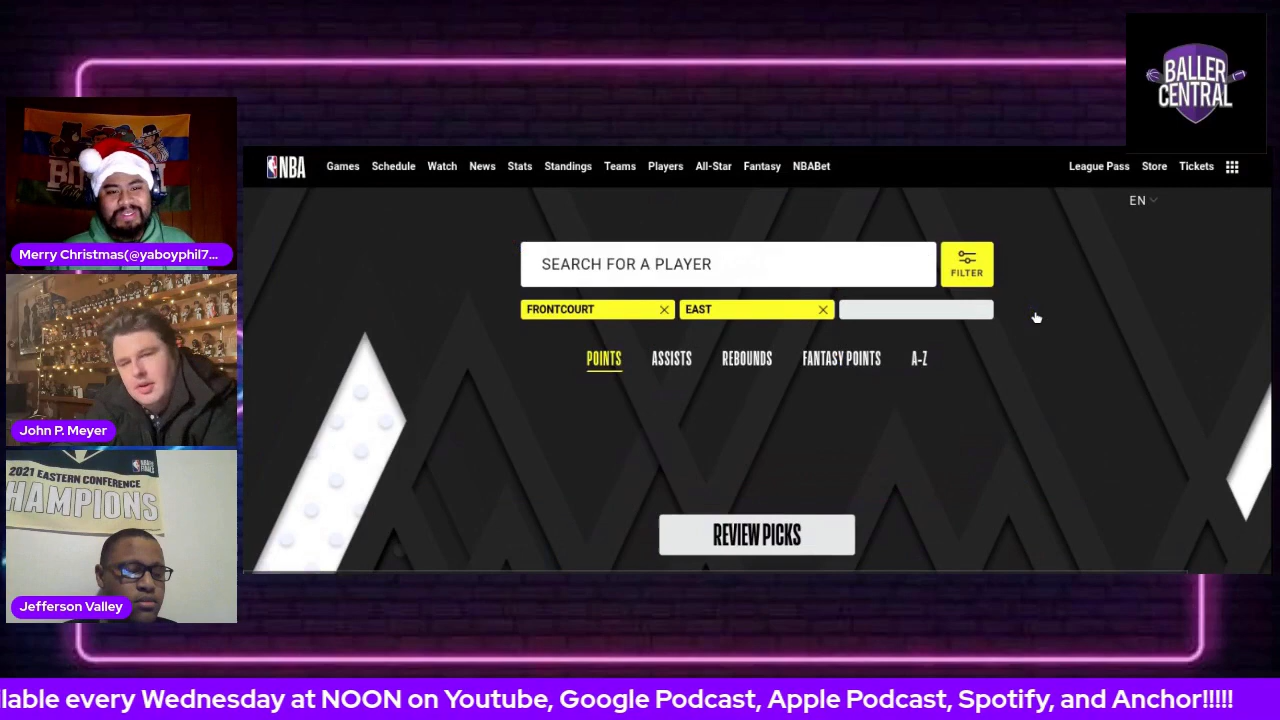 BALLER
CENTRAL
NBA
Games Schedule Watch News Stats Standings Teams Players All-Star Fantasy NBABet
League Pass Store Tickets
EN
SEARCH FOR A PLAYER
FILTER
FRONTCOURT
EAST
POINTS ASSISTS REBOUNDS FANTASY POINTS A-Z
REVIEW PICKS
Merry Christmas(@yaboyphil7...
John P. Meyer
2021 EASTERN CONFERENCE
HAMPIONS
Jefferson Valley
llable every Wednesday at NOON on Youtube, Google Podcast, Apple Podcast, Spotify, and Anchor!!!!!